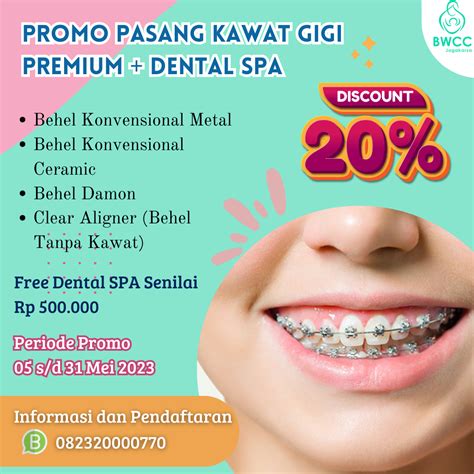 PROMO PASANG KAWAT GIGI
PREMIUM + DENTAL SPA
BWCC
Jogjakarta
DISCOUNT
20%
• Behel Konvensional Metal
• Behel Konvensional
Ceramic
• Behel Damon
• Clear Aligner (Behel
Tanpa Kawat)
Free Dental SPA Senilai
Rp 500.000
Periode Promo
05 s/d 31 Mei 2023
Informasi dan Pendaftaran
082320000770